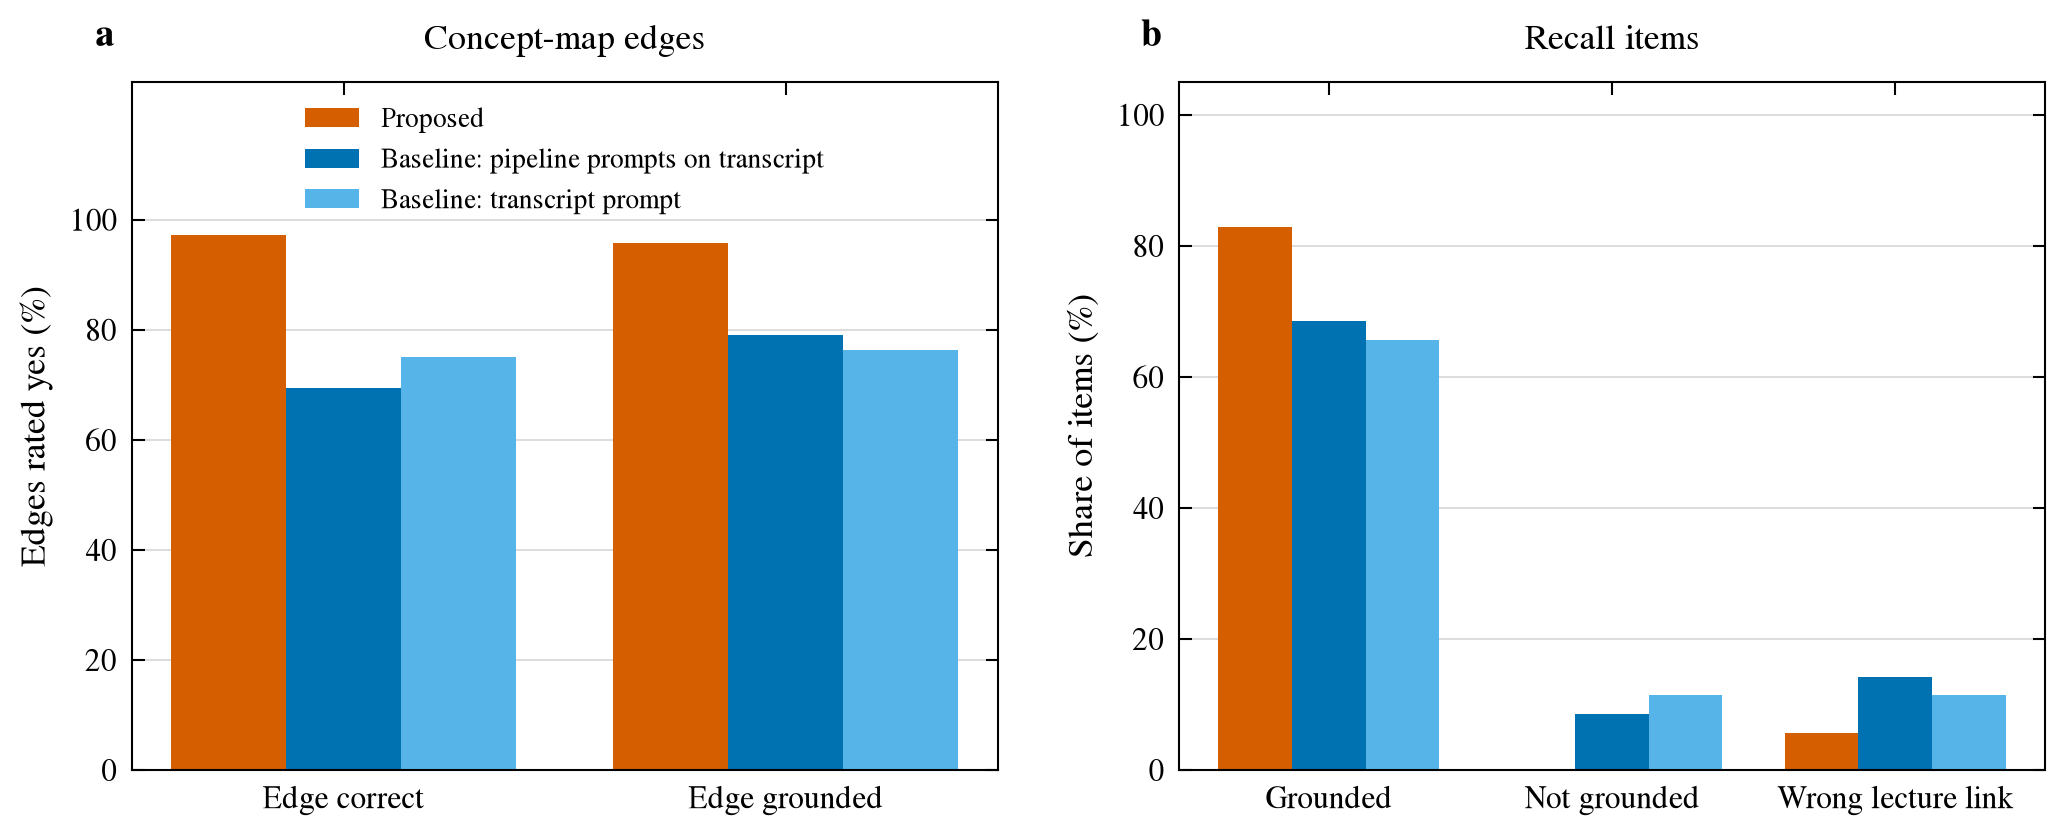 a
Concept-map edges
Proposed
Baseline: pipeline prompts on transcript
Baseline: transcript prompt
Edges rated yes (%)
100
80
60
40
20
0
Edge correct
Edge grounded
b
Recall items
Share of items (%)
100
80
60
40
20
0
Grounded
Not grounded
Wrong lecture link